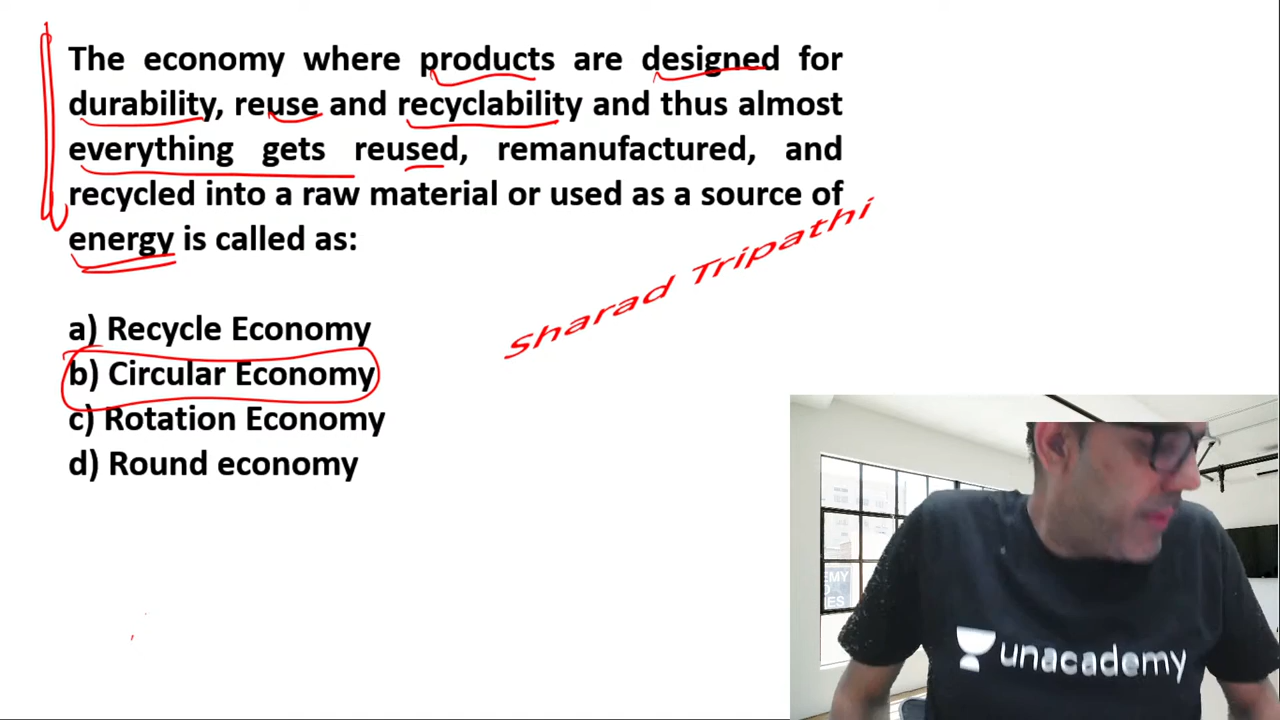 The economy where products are designed for
durability, reuse and recyclability and thus almost
everything gets reused, remanufactured, and
recycled into a raw material or used as a source of
energy is called as:
Sharad Tripathi
a) Recycle Economy
b) Circular Economy
c) Rotation Economy
d) Round economy
unacademy